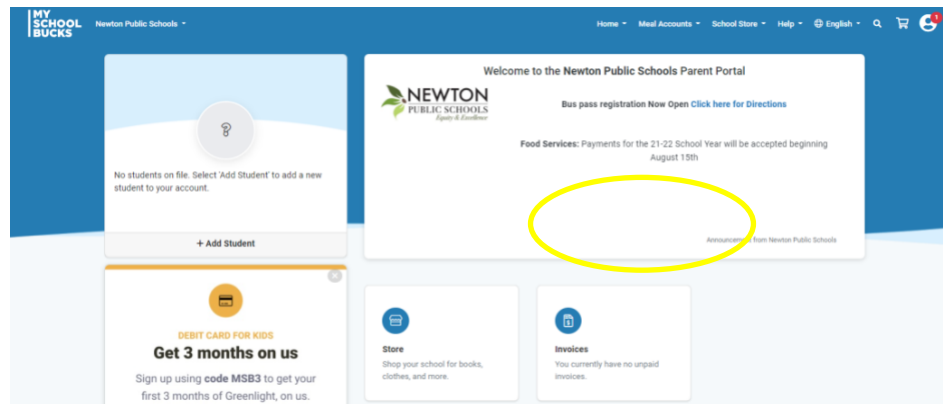 MY
SCHOOL
BUCKS
Newton Public Schools
Home
Meal Accounts
School Store
Help
English
No students on file. Select 'Add Student' to add a new
student to your account.
+ Add Student
Welcome to the Newton Public Schools Parent Portal
NEWTON
PUBLIC SCHOOLS
Equity & Excellence
Bus pass registration Now Open Click here for Directions
Food Services: Payments for the 21-22 School Year will be accepted beginning
August 15th
Announcement from Newton Public Schools
DEBIT CARD FOR KIDS
Get 3 months on us
Sign up using code MSB3 to get your
first 3 months of Greenlight, on us.
Store
Shop your school for books,
clothes, and more.
Invoices
You currently have no unpaid
invoices.